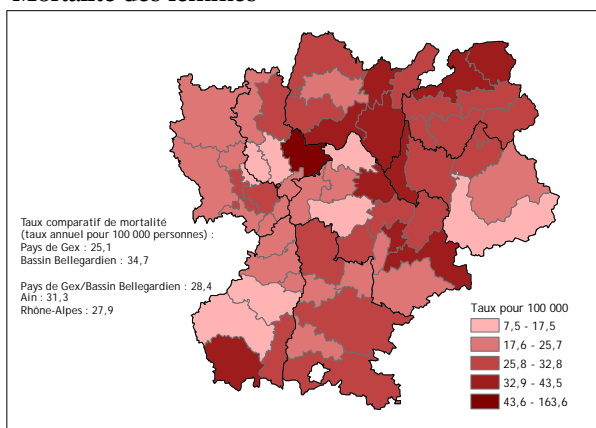 Mortalité des femmes
Taux comparatif de mortalité
(taux annuel pour 100 000 personnes) :
Pays de Gex : 25,1
Bassin Bellegardien : 34,7
Pays de Gex/Bassin Bellegardien : 28,4
Ain : 31,3
Rhône-Alpes : 27,9
Taux pour 100 000
7,5 - 17,5
17,6 - 25,7
25,8 - 32,8
32,9 - 43,5
43,6 - 163,6